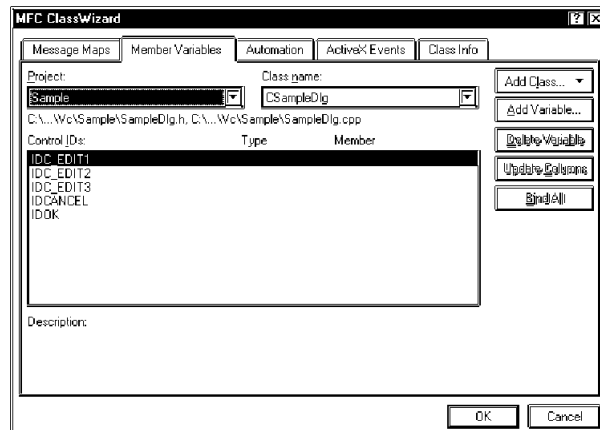 MFC ClassWizard
Message Maps Member Variables Automation ActiveX Events Class Info
Project: Class name:
Sample CSampleDlg
C:\...\Vc\Sample\SampleDlg.h, C:\...\Vc\Sample\SampleDlg.cpp
Control IDs: Type Member
IDC_EDIT1
IDC_EDIT2
IDC_EDIT3
IDCANCEL
IDOK
Description:
Add Class...
Add Variable...
Delete Variable
Update Columns
Bind All
OK Cancel